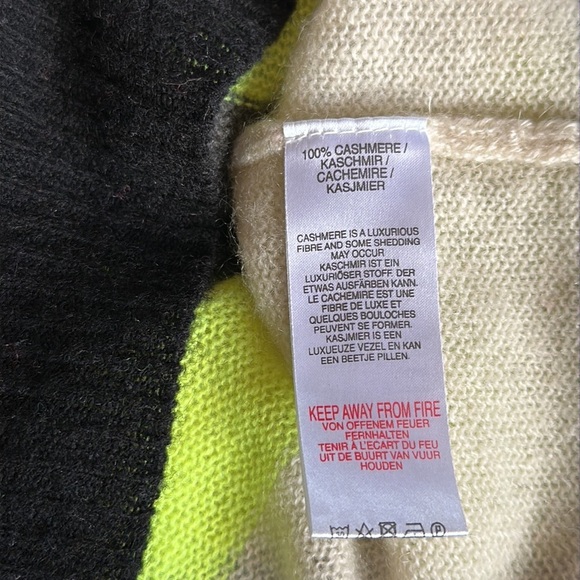 100% CASHMERE /
KASCHMIR /
CACHEMIRE /
KASJMIER
CASHMERE IS A LUXURIOUS
FIBRE AND SOME SHEDDING
MAY OCCUR
KASCHMIR IST EIN
LUXURIÖSER STOFF. DER
ETWAS AUSFÄRBEN KANN.
LE CACHEMIRE EST UNE
FIBRE DE LUXE ET
QUELQUES BOULOCHES
PEUVENT SE FORMER.
KASJMIER IS EEN
LUXUEUZE VEZEL EN KAN
EEN BEETJE PILLEN.
KEEP AWAY FROM FIRE
VON OFFENEM FEUER
FERNHALTEN
TENIR À L'ECART DU FEU
UIT DE BUURT VAN VUUR
HOUDEN